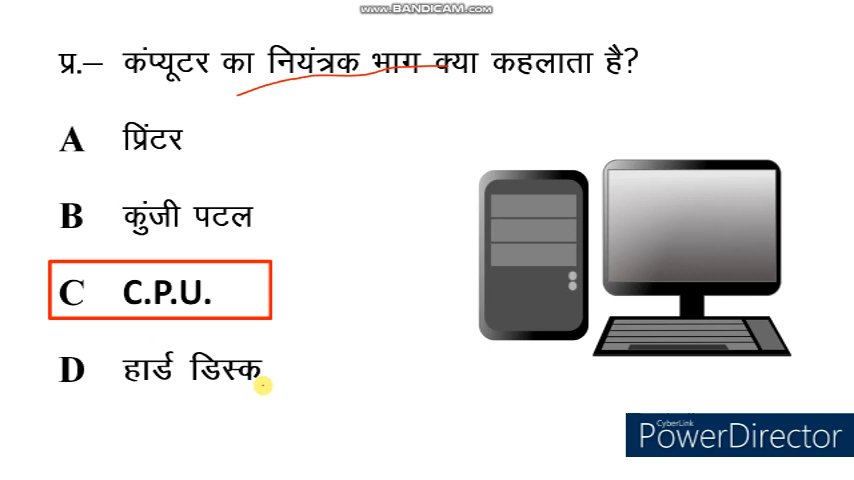 www.BANDICAM.com
प्र.– कंप्यूटर का नियंत्रक भाग क्या कहलाता है?
A प्रिंटर
B कुंजी पटल
C C.P.U.
D हार्ड डिस्क
CyberLink
PowerDirector